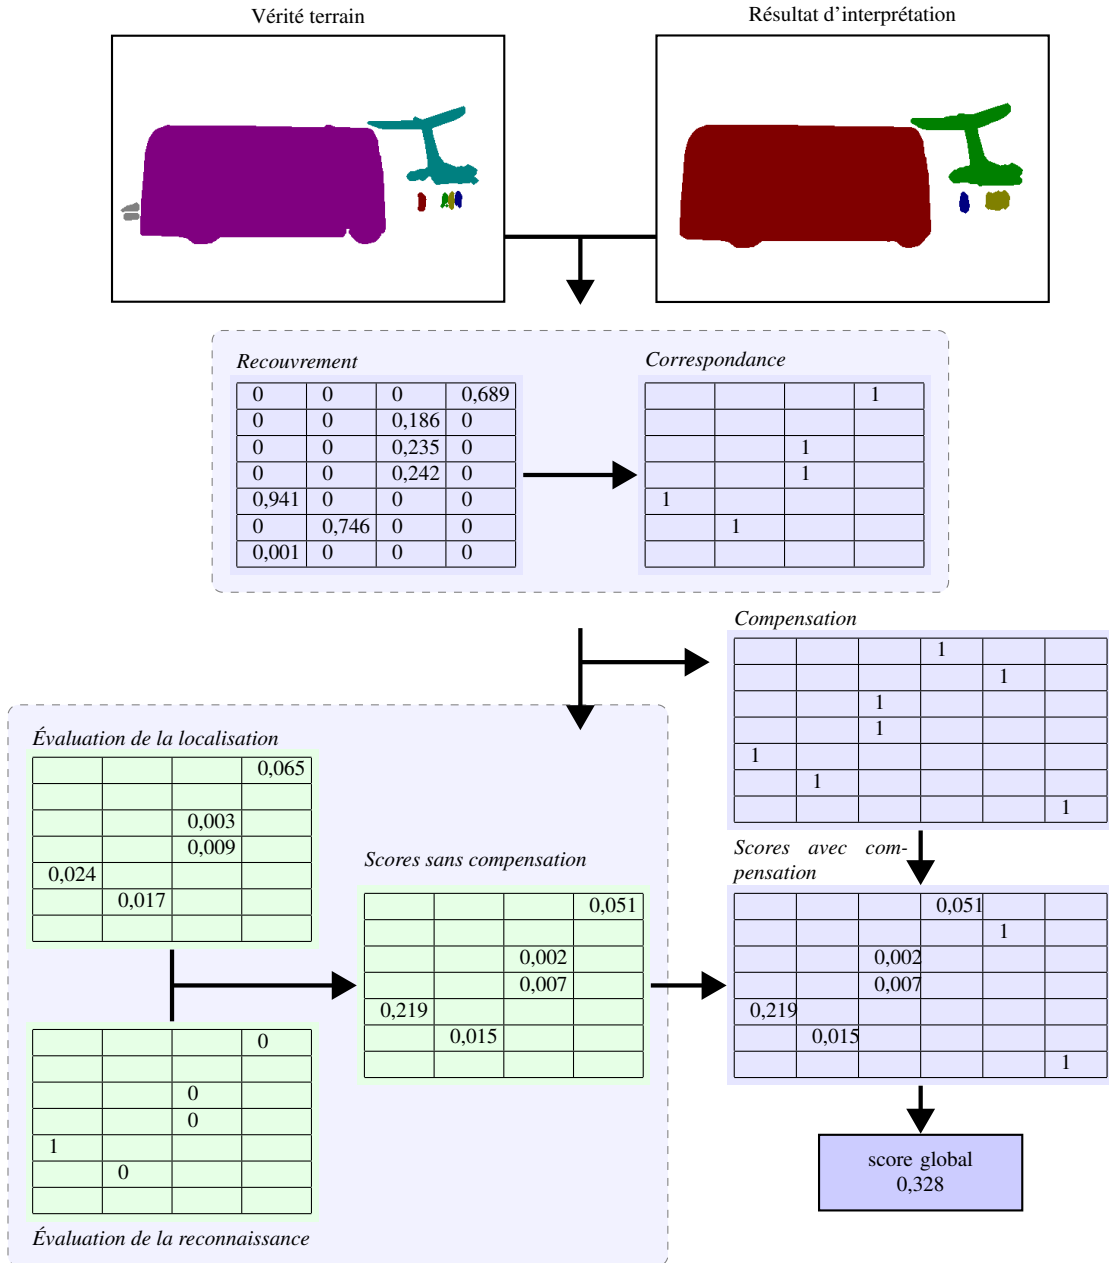 Vérité terrain
Résultat d'interprétation
Recouvrement
0 0 0 0,689
0 0 0,186 0
0 0 0,235 0
0 0 0,242 0
0,941 0 0 0
0 0,746 0 0
0,001 0 0 0
Correspondance
1
1
1
1
1
Compensation
1
1
1
1
1
1
1
Évaluation de la localisation
0,065
0,003
0,009
0,024
0,017
Scores sans compensation
0,051
0,002
0,007
0,219
0,015
Scores avec com-
pensation
0,051
1
0,002
0,007
0,219
0,015
1
0
0
0
1
0
Évaluation de la reconnaissance
score global
0,328